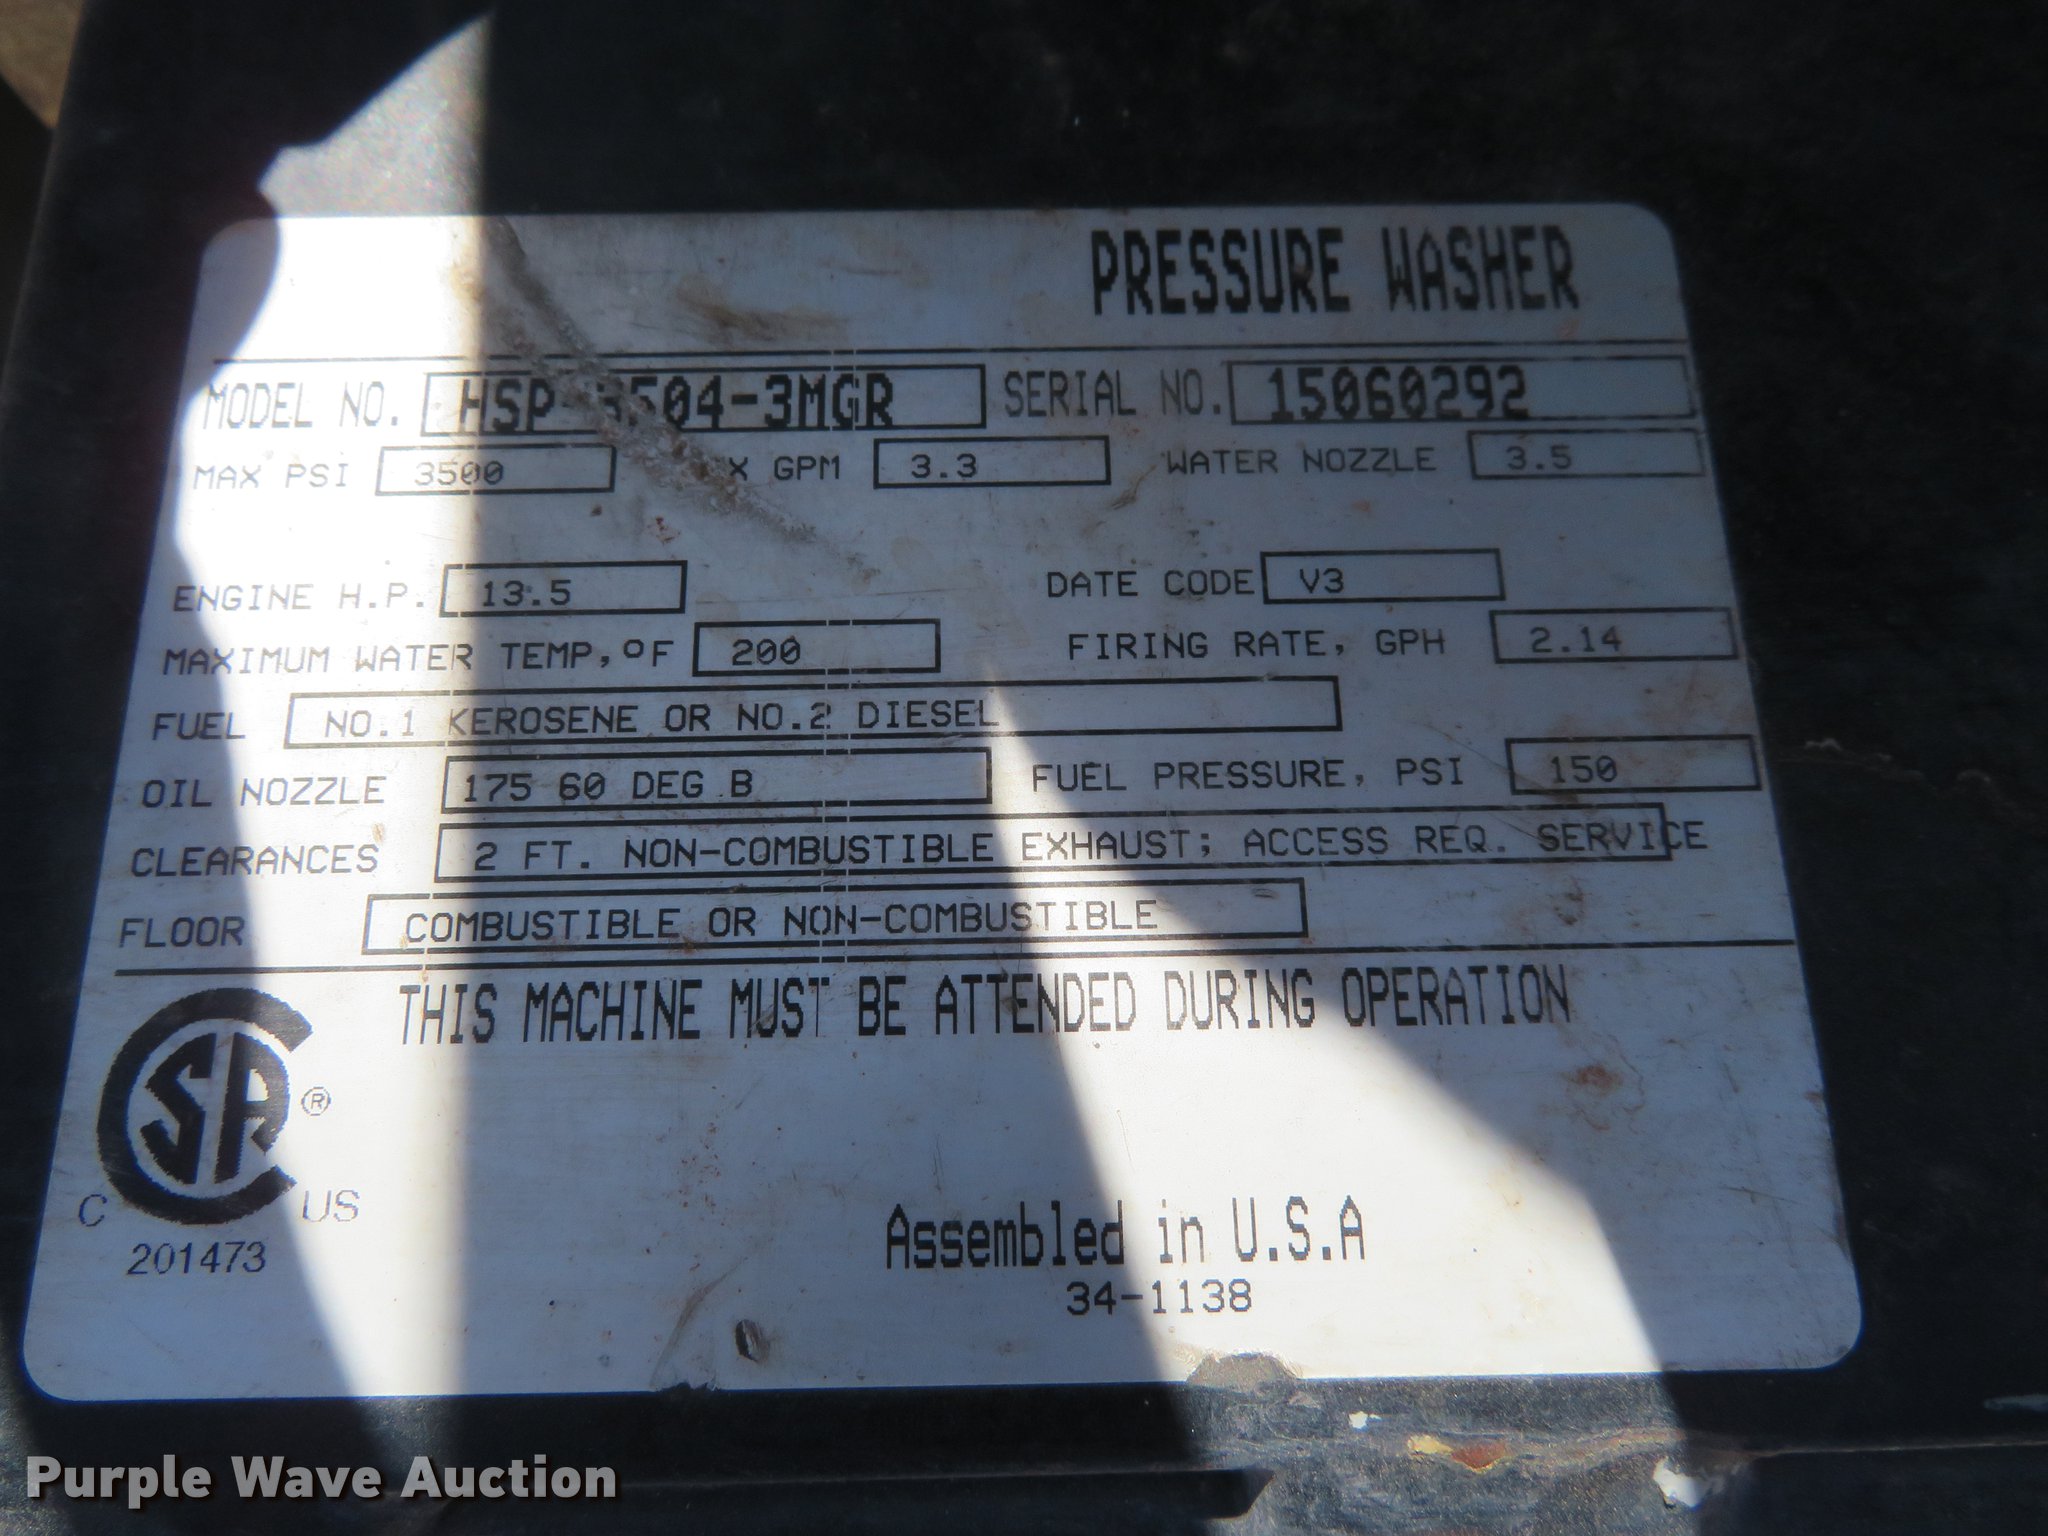 PRESSURE WASHER
MODEL NO. HSP-3504-3MGR SERIAL NO. 15060292
MAX PSI 3500 GPM 3.3 WATER NOZZLE 3.5
ENGINE H.P. 13.5 DATE CODE V3
MAXIMUM WATER TEMP,ºF 200 FIRING RATE, GPH 2.14
FUEL NO.1 KEROSENE OR NO.2 DIESEL
OIL NOZZLE 175 60 DEG B FUEL PRESSURE, PSI 150
CLEARANCES 2 FT. NON-COMBUSTIBLE EXHAUST; ACCESS REQ. SERVICE
FLOOR COMBUSTIBLE OR NON-COMBUSTIBLE
THIS MACHINE MUST BE ATTENDED DURING OPERATION
CSA ®
C US
201473
Assembled in U.S.A
34-1138
Purple Wave Auction